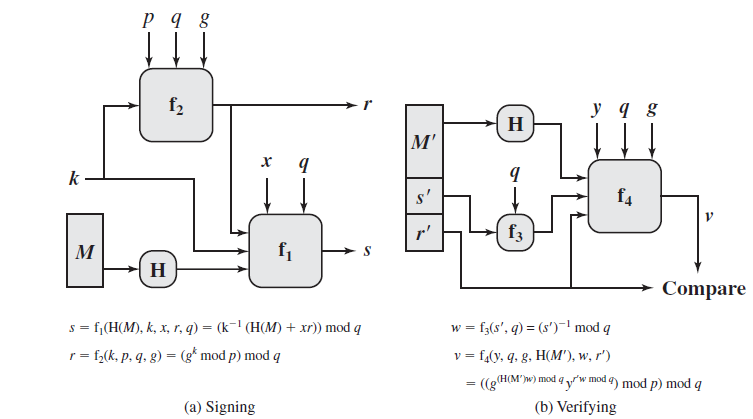 p q g
f₂
r
x q
k
M
H
f₁
s
s = f₁(H(M), k, x, r, q) = (k⁻¹ (H(M) + xr)) mod q
r = f₂(k, p, q, g) = (gᵏ mod p) mod q
(a) Signing
M′
s′
r′
H
q
f₃
y q g
f₄
v
Compare
w = f₃(s′, q) = (s′)⁻¹ mod q
v = f₄(y, q, g, H(M′), w, r′)
= ((g^(H(M′)w) mod q y^r′w mod q) mod p) mod q
(b) Verifying